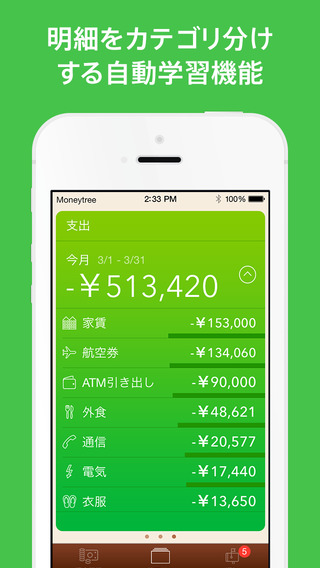 明細をカテゴリ分け
する自動学習機能
Moneytree 2:33 PM 100%
支出
今月 3/1 - 3/31
-¥513,420
家賃 -¥153,000
航空券 -¥134,060
ATM引き出し -¥90,000
外食 -¥48,621
通信 -¥20,577
電気 -¥17,440
衣服 -¥13,650
5